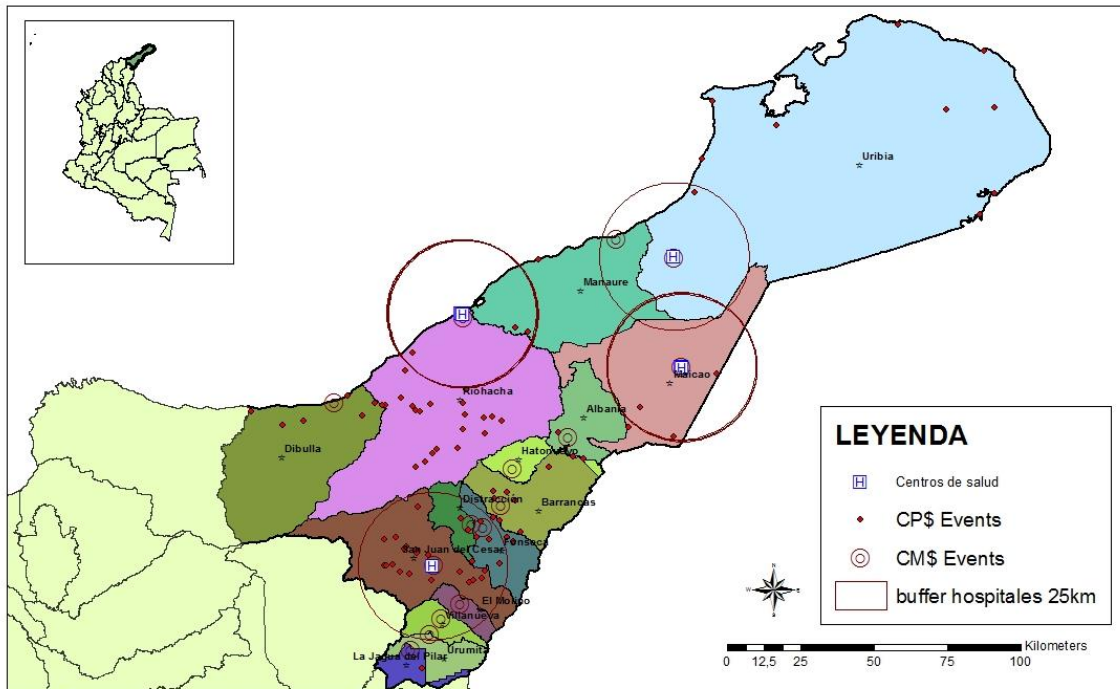 Uribia
Manaure
Maicao
Riohacha
Albania
Dibulla
Hatonuevo
Distracción
Barrancas
Fonseca
San Juan del Cesar
El Molino
Villanueva
Urumita
La Jagua del Pilar
LEYENDA
H Centros de salud
CP$ Events
CM$ Events
buffer hospitales 25km
N
W E
S
Kilometers
0 12,5 25 50 75 100
H
H
H
H